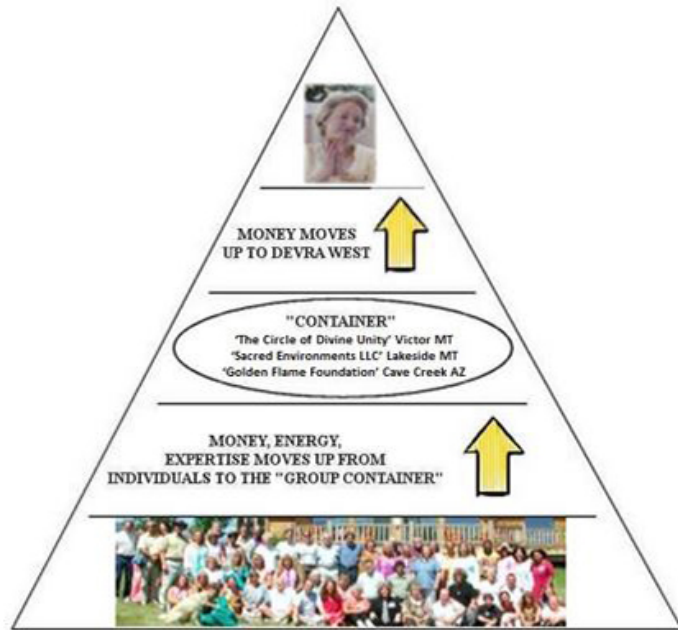 MONEY MOVES
UP TO DEVRA WEST
"CONTAINER"
'The Circle of Divine Unity' Victor MT
'Sacred Environments LLC' Lakeside MT
'Golden Flame Foundation' Cave Creek AZ
MONEY, ENERGY,
EXPERTISE MOVES UP FROM
INDIVIDUALS TO THE "GROUP CONTAINER"